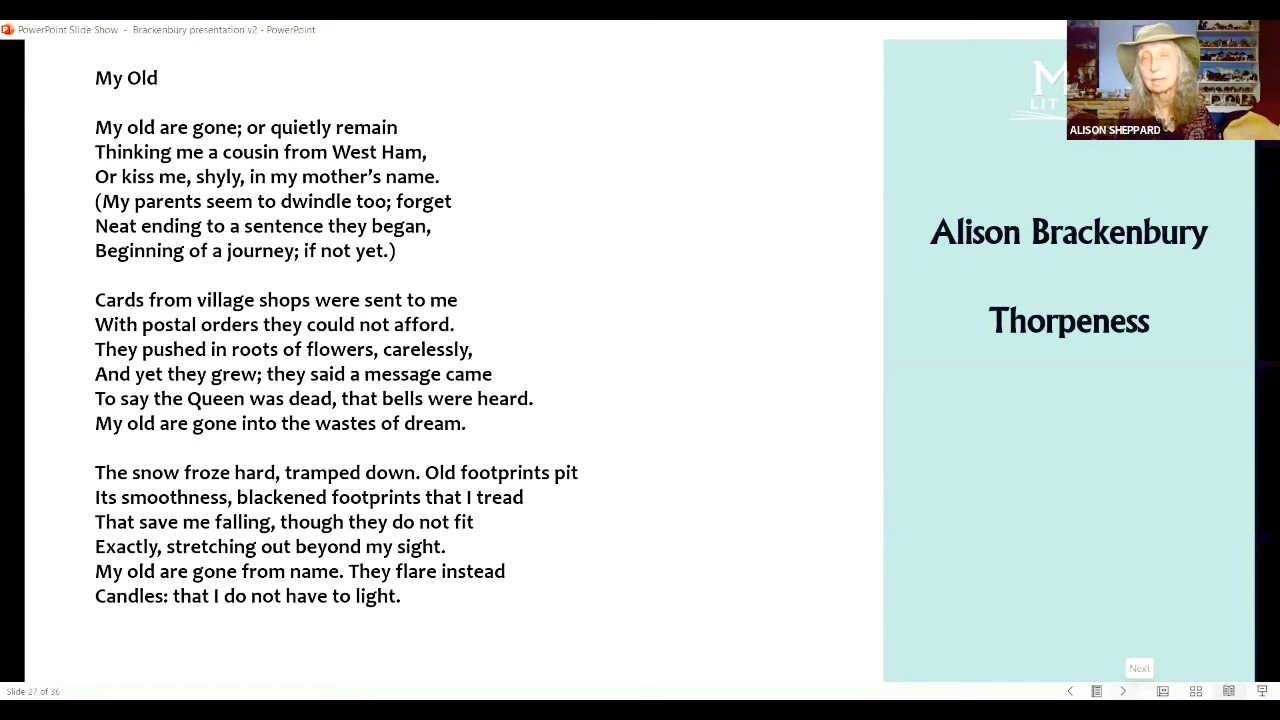 PowerPoint Slide Show - Brackenbury presentation v2 - PowerPoint
My Old
My old are gone; or quietly remain
Thinking me a cousin from West Ham,
Or kiss me, shyly, in my mother’s name.
(My parents seem to dwindle too; forget
Neat ending to a sentence they began,
Beginning of a journey; if not yet.)
Cards from village shops were sent to me
With postal orders they could not afford.
They pushed in roots of flowers, carelessly,
And yet they grew; they said a message came
To say the Queen was dead, that bells were heard.
My old are gone into the wastes of dream.
The snow froze hard, tramped down. Old footprints pit
Its smoothness, blackened footprints that I tread
That save me falling, though they do not fit
Exactly, stretching out beyond my sight.
My old are gone from name. They flare instead
Candles: that I do not have to light.
M
LIT
ALISON SHEPPARD
Alison Brackenbury
Thorpeness
Next
Slide 27 of 36